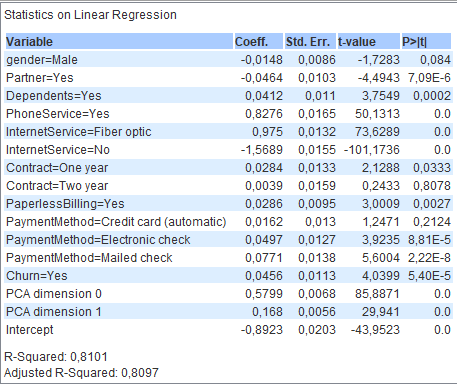 Statistics on Linear Regression
Variable Coeff. Std. Err. t-value P>|t|
gender=Male -0,0148 0,0086 -1,7283 0,084
Partner=Yes -0,0464 0,0103 -4,4943 7,09E-6
Dependents=Yes 0,0412 0,011 3,7549 0,0002
PhoneService=Yes 0,8276 0,0165 50,1313 0.0
InternetService=Fiber optic 0,975 0,0132 73,6289 0.0
InternetService=No -1,5689 0,0155 -101,1736 0.0
Contract=One year 0,0284 0,0133 2,1288 0,0333
Contract=Two year 0,0039 0,0159 0,2433 0,8078
PaperlessBilling=Yes 0,0286 0,0095 3,0009 0,0027
PaymentMethod=Credit card (automatic) 0,0162 0,013 1,2471 0,2124
PaymentMethod=Electronic check 0,0497 0,0127 3,9235 8,81E-5
PaymentMethod=Mailed check 0,0771 0,0138 5,6004 2,22E-8
Churn=Yes 0,0456 0,0113 4,0399 5,40E-5
PCA dimension 0 0,5799 0,0068 85,8871 0.0
PCA dimension 1 0,168 0,0056 29,941 0.0
Intercept -0,8923 0,0203 -43,9523 0.0
R-Squared: 0,8101
Adjusted R-Squared: 0,8097